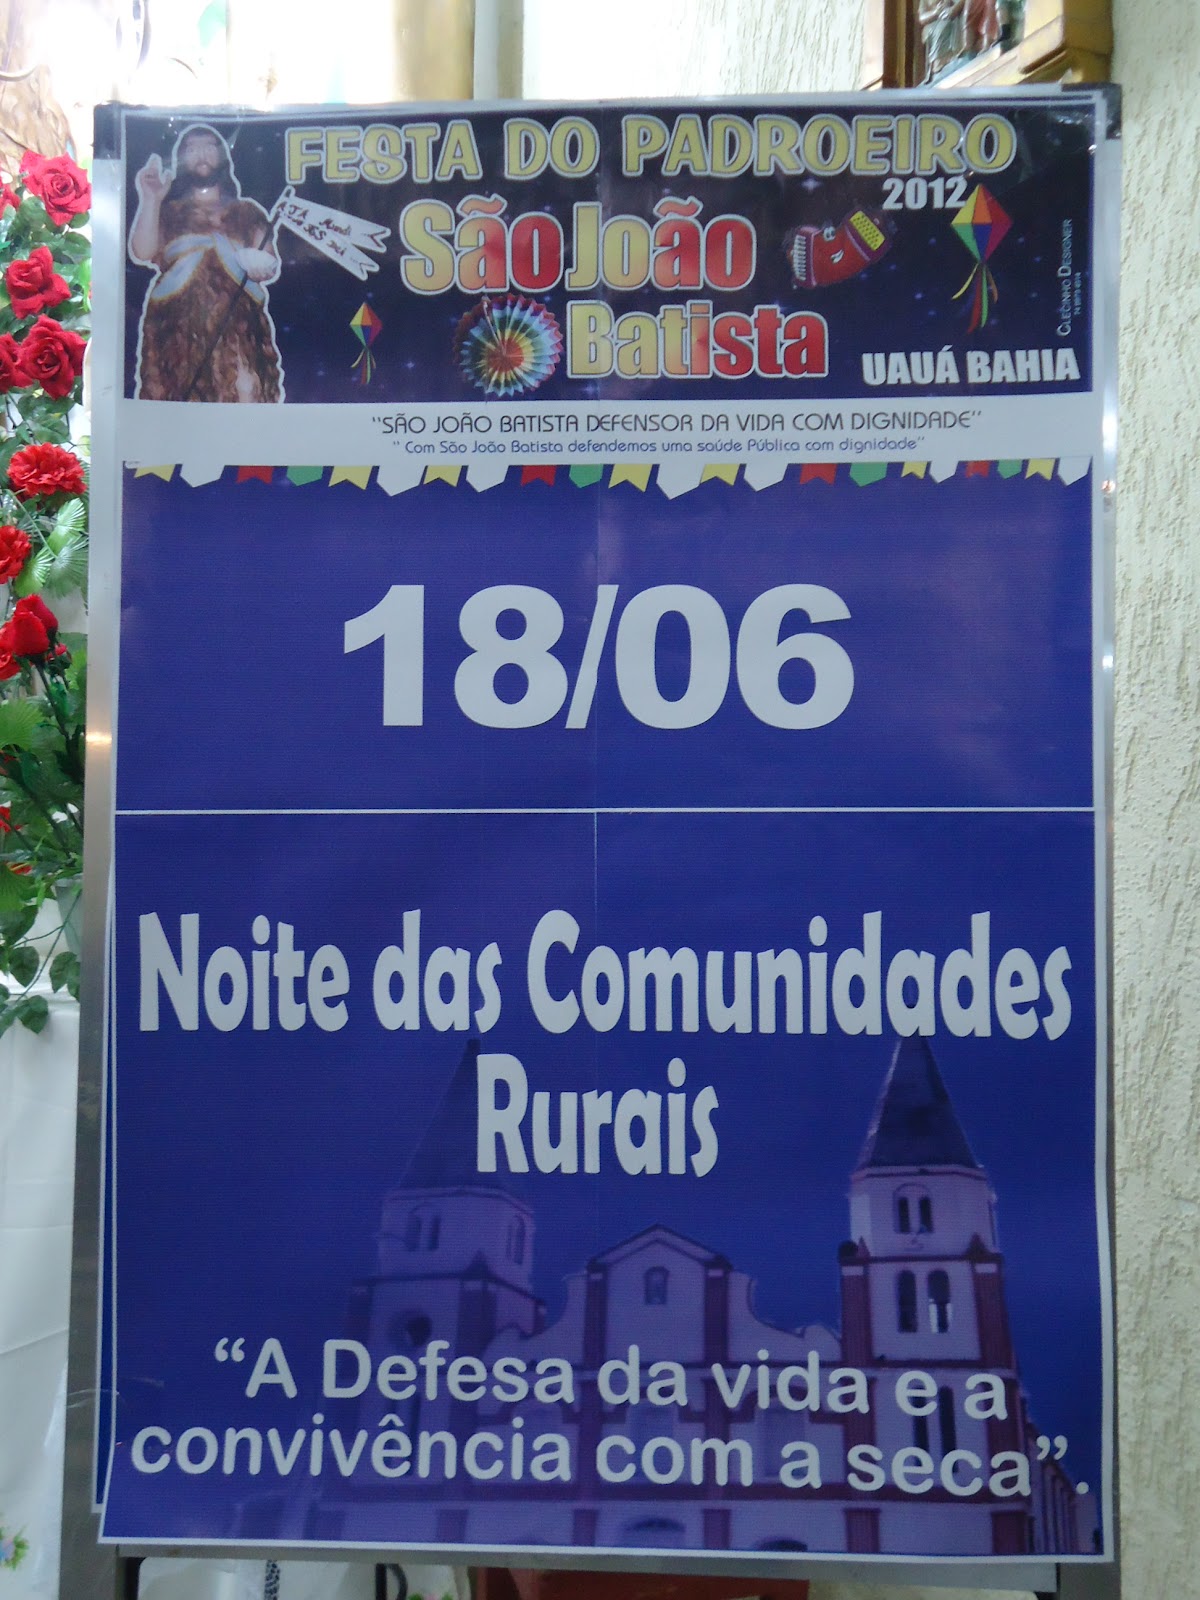 FESTA DO PADROEIRO
2012
São João
Batista
UAUÁ BAHIA
CLECINHO DESIGNER
"SÃO JOÃO BATISTA DEFENSOR DA VIDA COM DIGNIDADE"
"Com São João Batista defendemos uma saúde Pública com dignidade"
18/06
Noite das Comunidades
Rurais
“A Defesa da vida e a
convivência com a seca”.